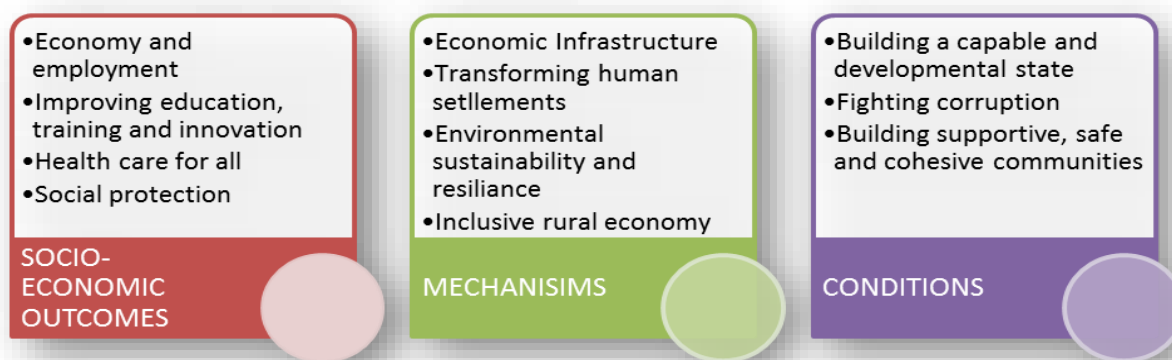 •Economy and
employment
•Improving education,
training and innovation
•Health care for all
•Social protection
SOCIO-
ECONOMIC
OUTCOMES
•Economic Infrastructure
•Transforming human
setllements
•Environmental
sustainability and
resiliance
•Inclusive rural economy
MECHANISIMS
•Building a capable and
developmental state
•Fighting corruption
•Building supportive, safe
and cohesive communities
CONDITIONS